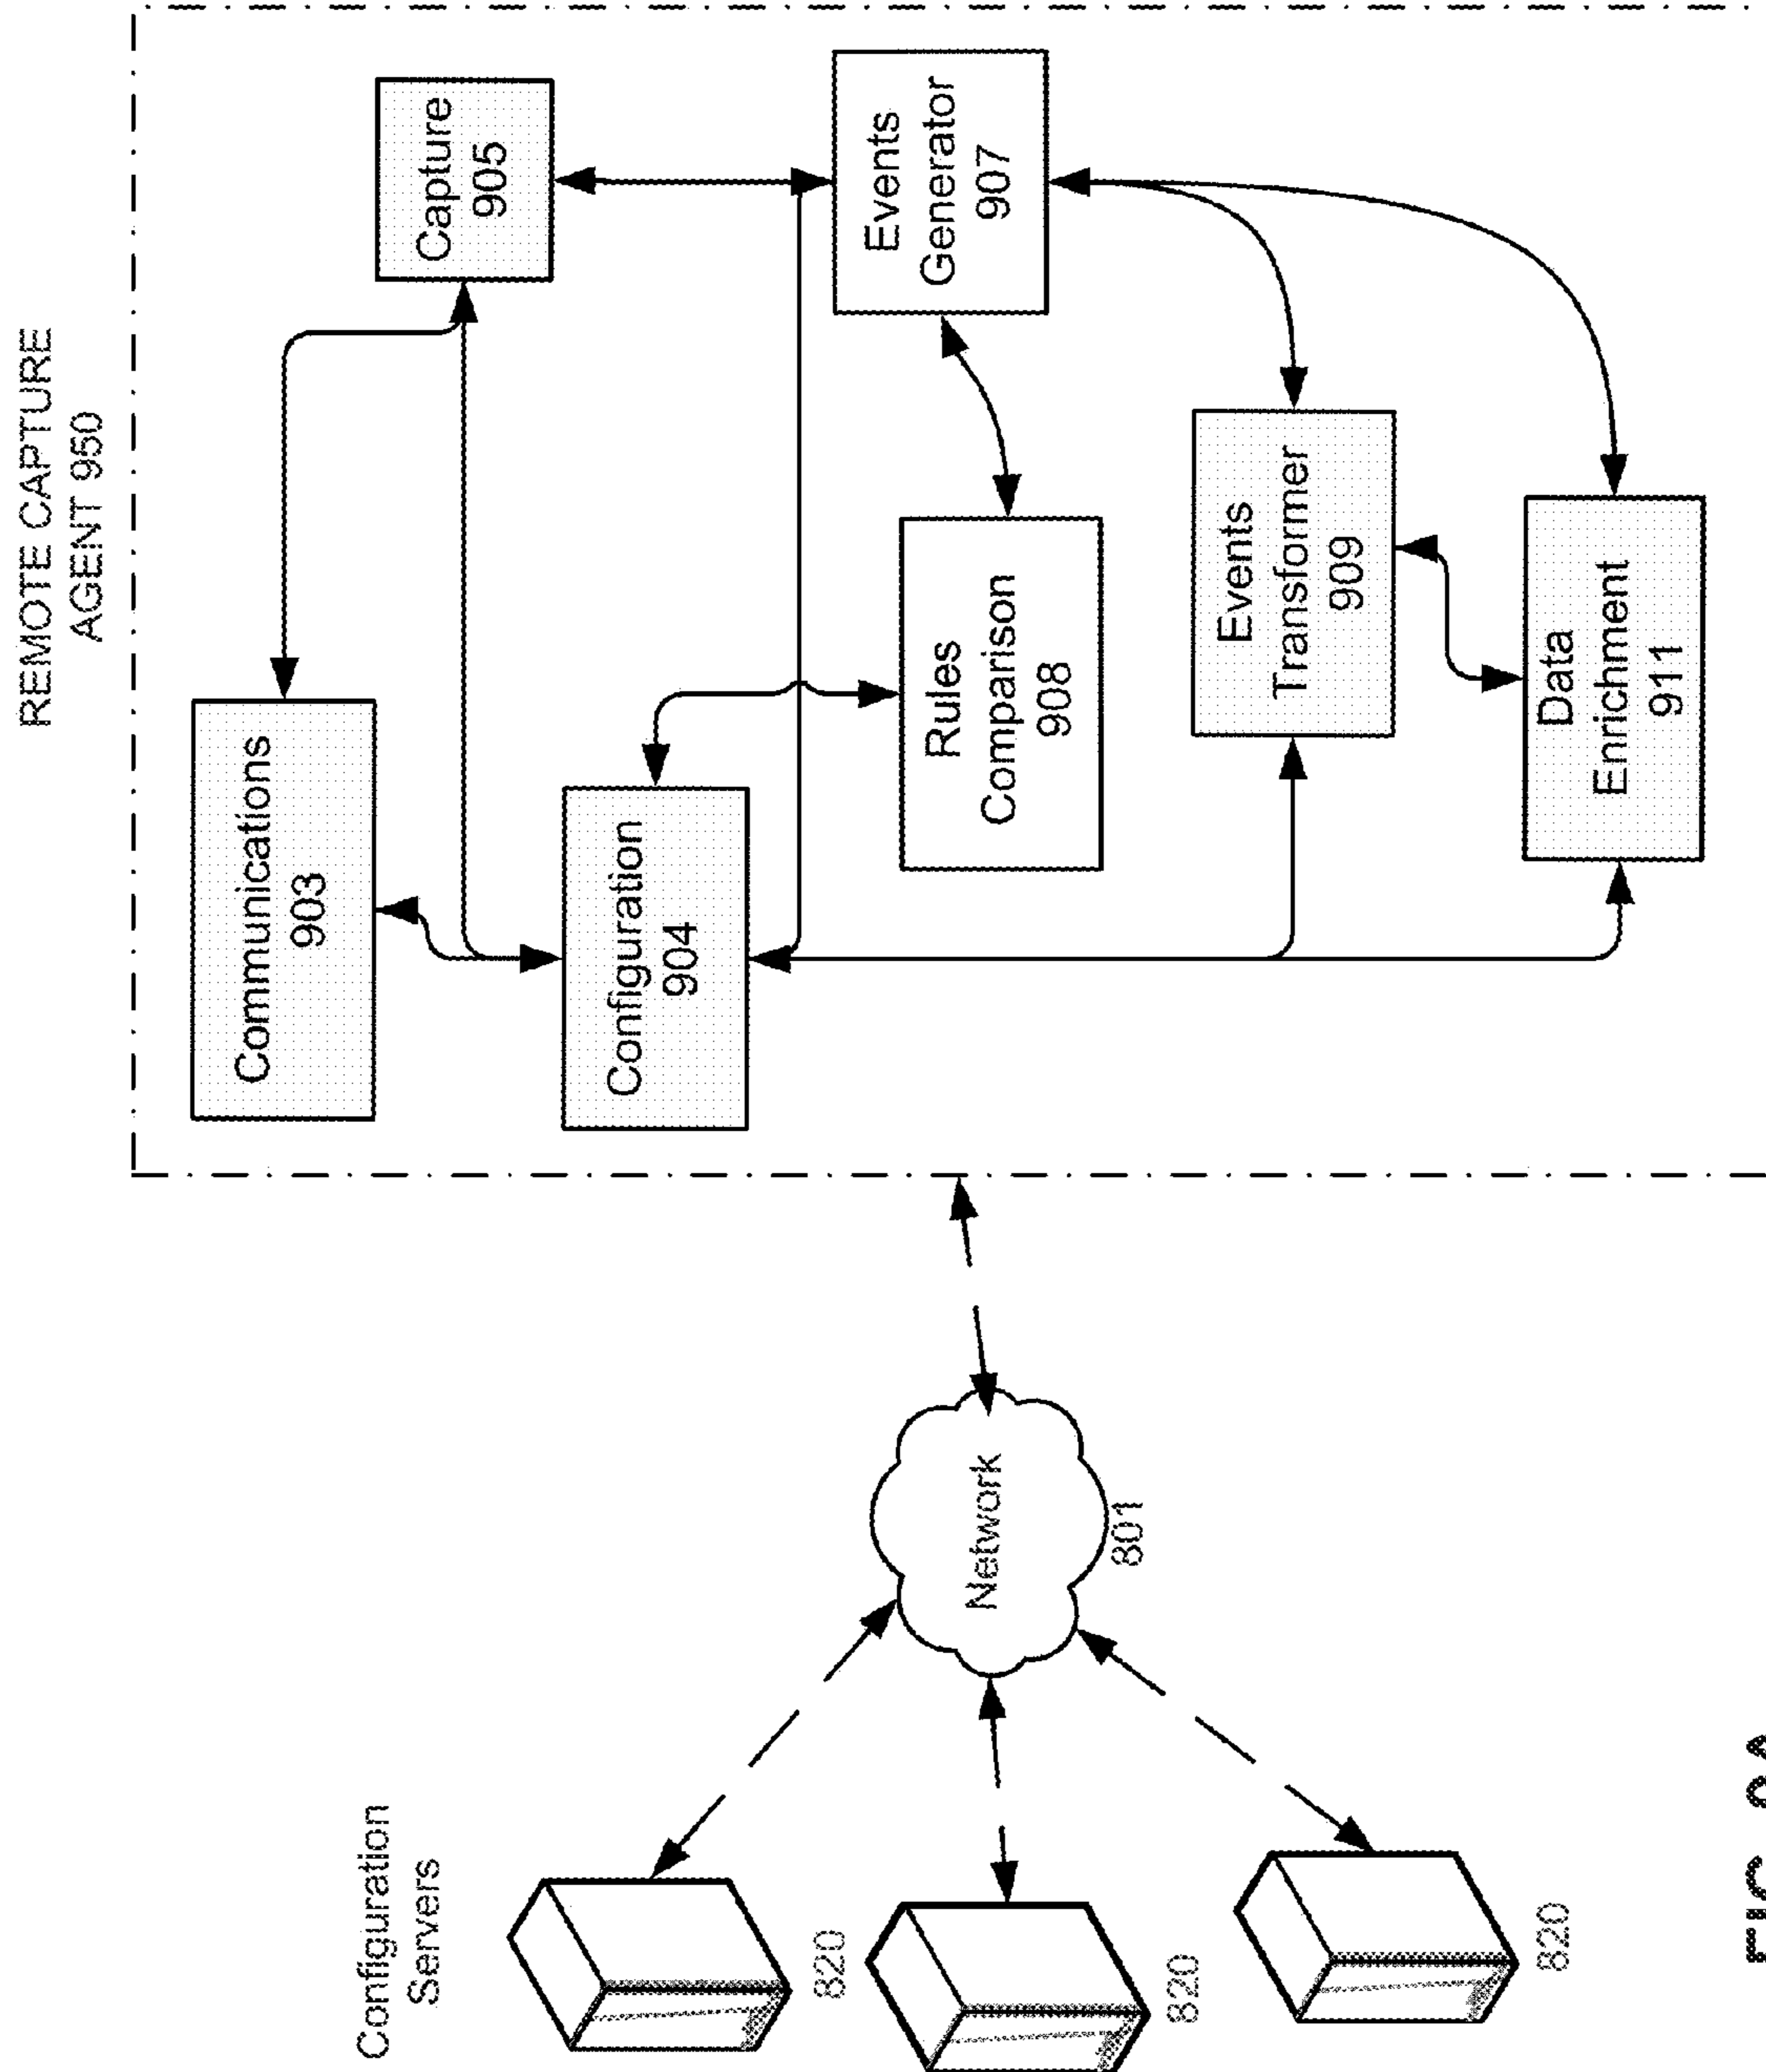 REMOTE CAPTURE
AGENT 950
Communications
903
Capture
905
Configuration
904
Rules
Comparison
908
Events
Generator
907
Events
Transformer
909
Data
Enrichment
911
Network
801
Configuration
Servers
820
820
820